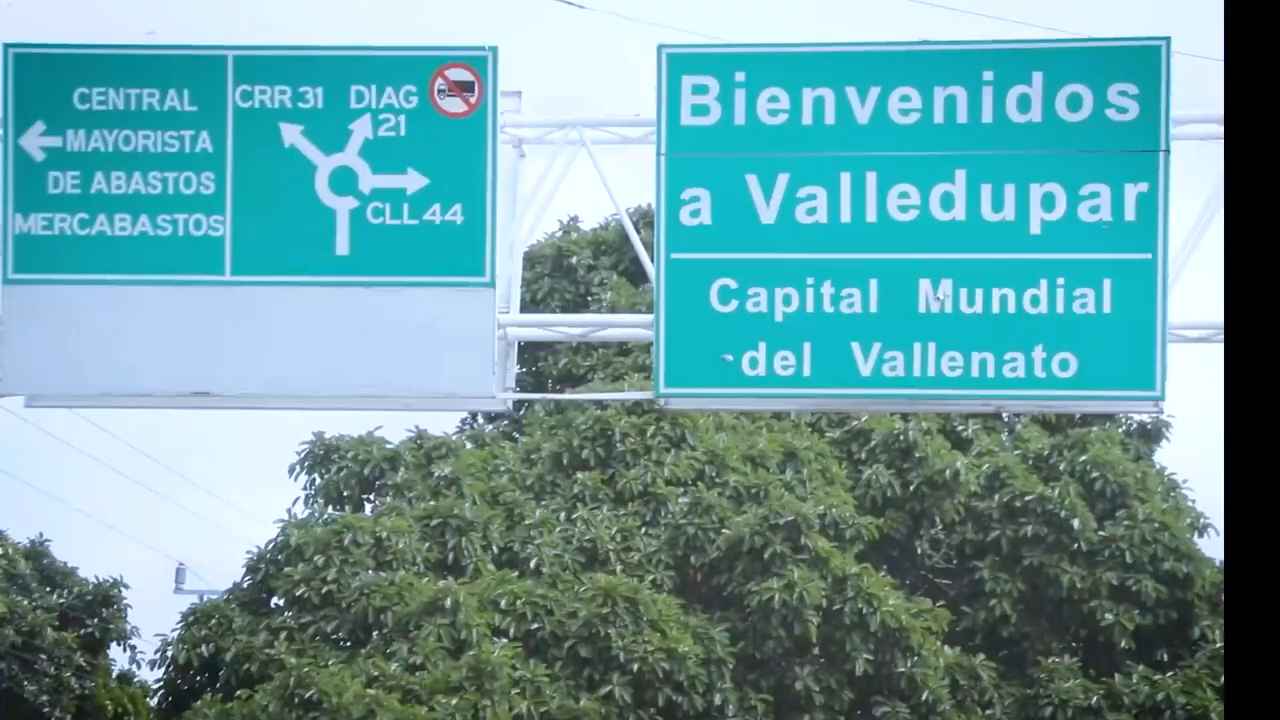 CENTRAL
MAYORISTA
DE ABASTOS
MERCABASTOS
CRR 31
DIAG
21
CLL 44
Bienvenidos
a Valledupar
Capital Mundial
del Vallenato